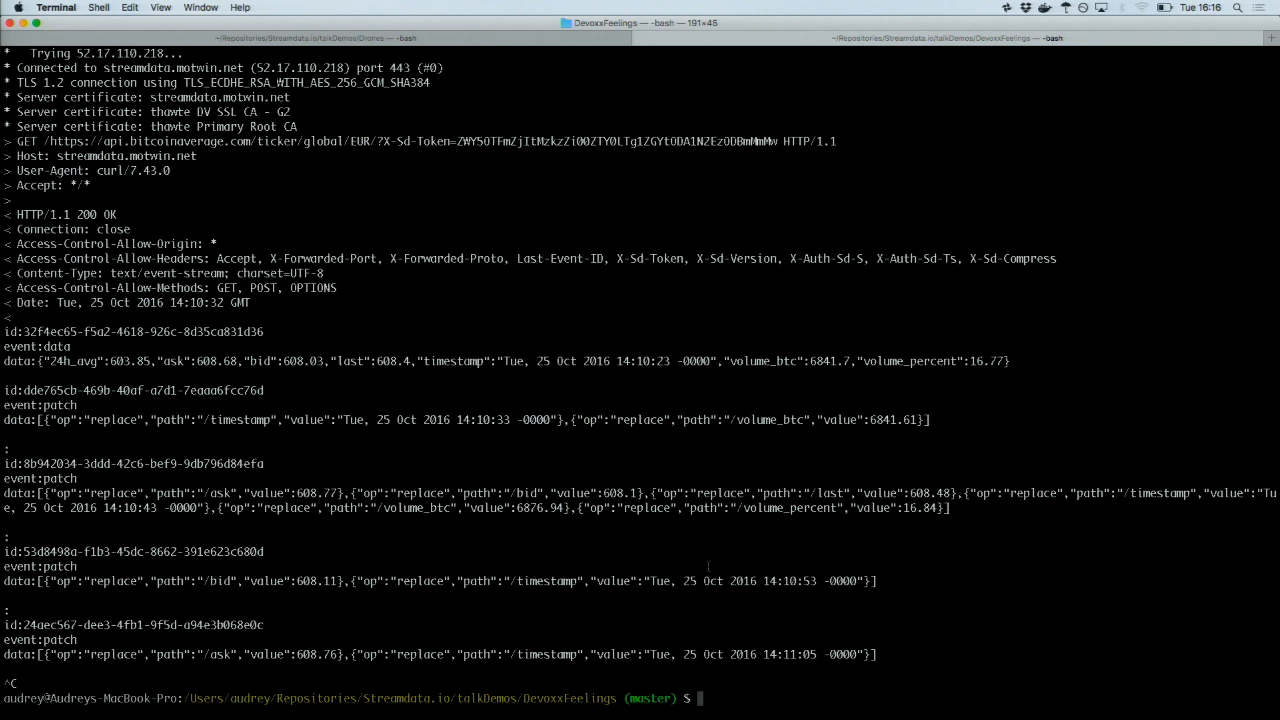 Terminal Shell Edit View Window Help Tue 16:16
DevoxxFeelings — -bash — 191×45
~/Repositories/Streamdata.io/talkDemos/Drones — -bash ~/Repositories/Streamdata.io/talkDemos/DevoxxFeelings — -bash
* Trying 52.17.110.218...
* Connected to streamdata.motwin.net (52.17.110.218) port 443 (#0)
* TLS 1.2 connection using TLS_ECDHE_RSA_WITH_AES_256_GCM_SHA384
* Server certificate: streamdata.motwin.net
* Server certificate: thawte DV SSL CA - G2
* Server certificate: thawte Primary Root CA
> GET /https://api.bitcoinaverage.com/ticker/global/EUR/?X-Sd-Token= HTTP/1.1
> Host: streamdata.motwin.net
> User-Agent: curl/7.43.0
> Accept: */*
>
< HTTP/1.1 200 OK
< Connection: close
< Access-Control-Allow-Origin: *
< Access-Control-Allow-Headers: Accept, X-Forwarded-Port, X-Forwarded-Proto, Last-Event-ID, X-Sd-Token, X-Sd-Version, X-Auth-Sd-S, X-Auth-Sd-Ts, X-Sd-Compress
< Content-Type: text/event-stream; charset=UTF-8
< Access-Control-Allow-Methods: GET, POST, OPTIONS
< Date: Tue, 25 Oct 2016 14:10:32 GMT
<
id:32f4ec65-f5a2-4618-926c-8d35ca831d36
event:data
data:{"24h_avg":603.85,"ask":608.68,"bid":608.03,"last":608.4,"timestamp":"Tue, 25 Oct 2016 14:10:23 -0000","volume_btc":6841.7,"volume_percent":16.77}
id:dde765cb-469b-40af-a7d1-7eaaa6fcc76d
event:patch
data:[{"op":"replace","path":"/timestamp","value":"Tue, 25 Oct 2016 14:10:33 -0000"},{"op":"replace","path":"/volume_btc","value":6841.61}]
:
id:8b942034-3ddd-42c6-bef9-9db796d84efa
event:patch
data:[{"op":"replace","path":"/ask","value":608.77},{"op":"replace","path":"/bid","value":608.1},{"op":"replace","path":"/last","value":608.48},{"op":"replace","path":"/timestamp","value":"Tu
e, 25 Oct 2016 14:10:43 -0000"},{"op":"replace","path":"/volume_btc","value":6876.94},{"op":"replace","path":"/volume_percent","value":16.84}]
:
id:53d8498a-f1b3-45dc-8662-391e623c680d
event:patch
data:[{"op":"replace","path":"/bid","value":608.11},{"op":"replace","path":"/timestamp","value":"Tue, 25 Oct 2016 14:10:53 -0000"}]
:
id:24aec567-dee3-4fb1-9f5d-a94e3b068e0c
event:patch
data:[{"op":"replace","path":"/ask","value":608.76},{"op":"replace","path":"/timestamp","value":"Tue, 25 Oct 2016 14:11:05 -0000"}]
^C
audrey@Audreys-MacBook-Pro:/Users/audrey/Repositories/Streamdata.io/talkDemos/DevoxxFeelings (master) $